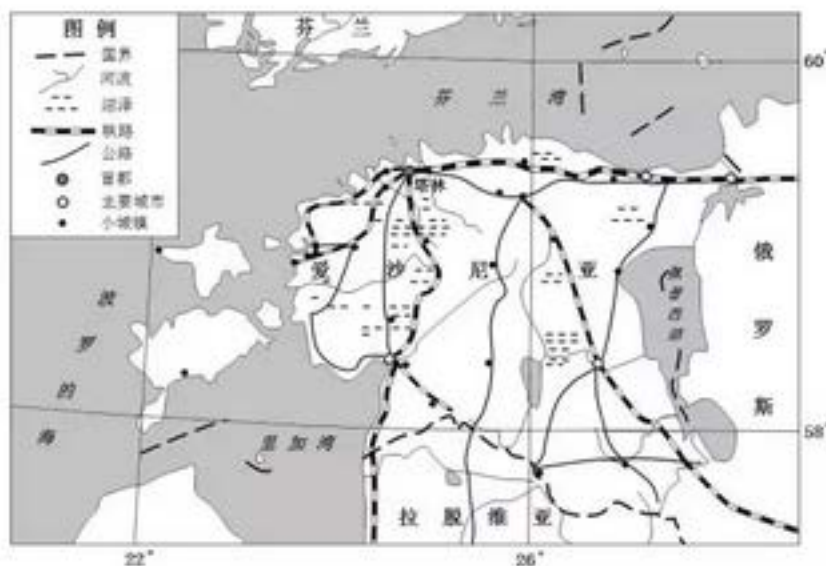 图 例
国界
河流
沼泽
铁路
公路
首都
主要城市
小城镇
芬 兰
芬 兰 湾
60°
塔林
爱 沙 尼 亚
俄 罗 斯
波 罗 的 海
里 加 湾
58°
拉 脱 维 亚
22°
26°